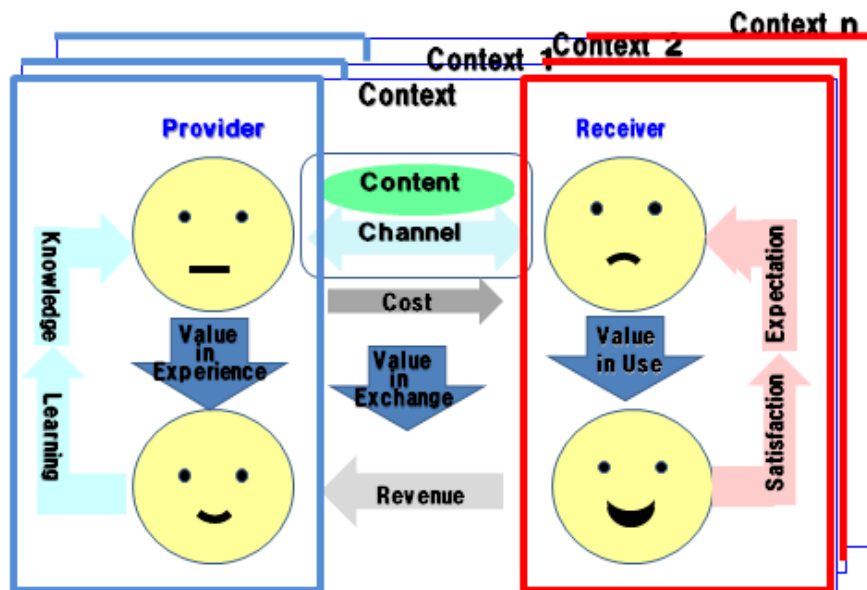 Context n
Context 2
Context 1
Context
Provider
Receiver
Content
Channel
Knowledge
Expectation
Cost
Value
in
Experience
Value
in
Exchange
Value
in Use
Learning
Satisfaction
Revenue